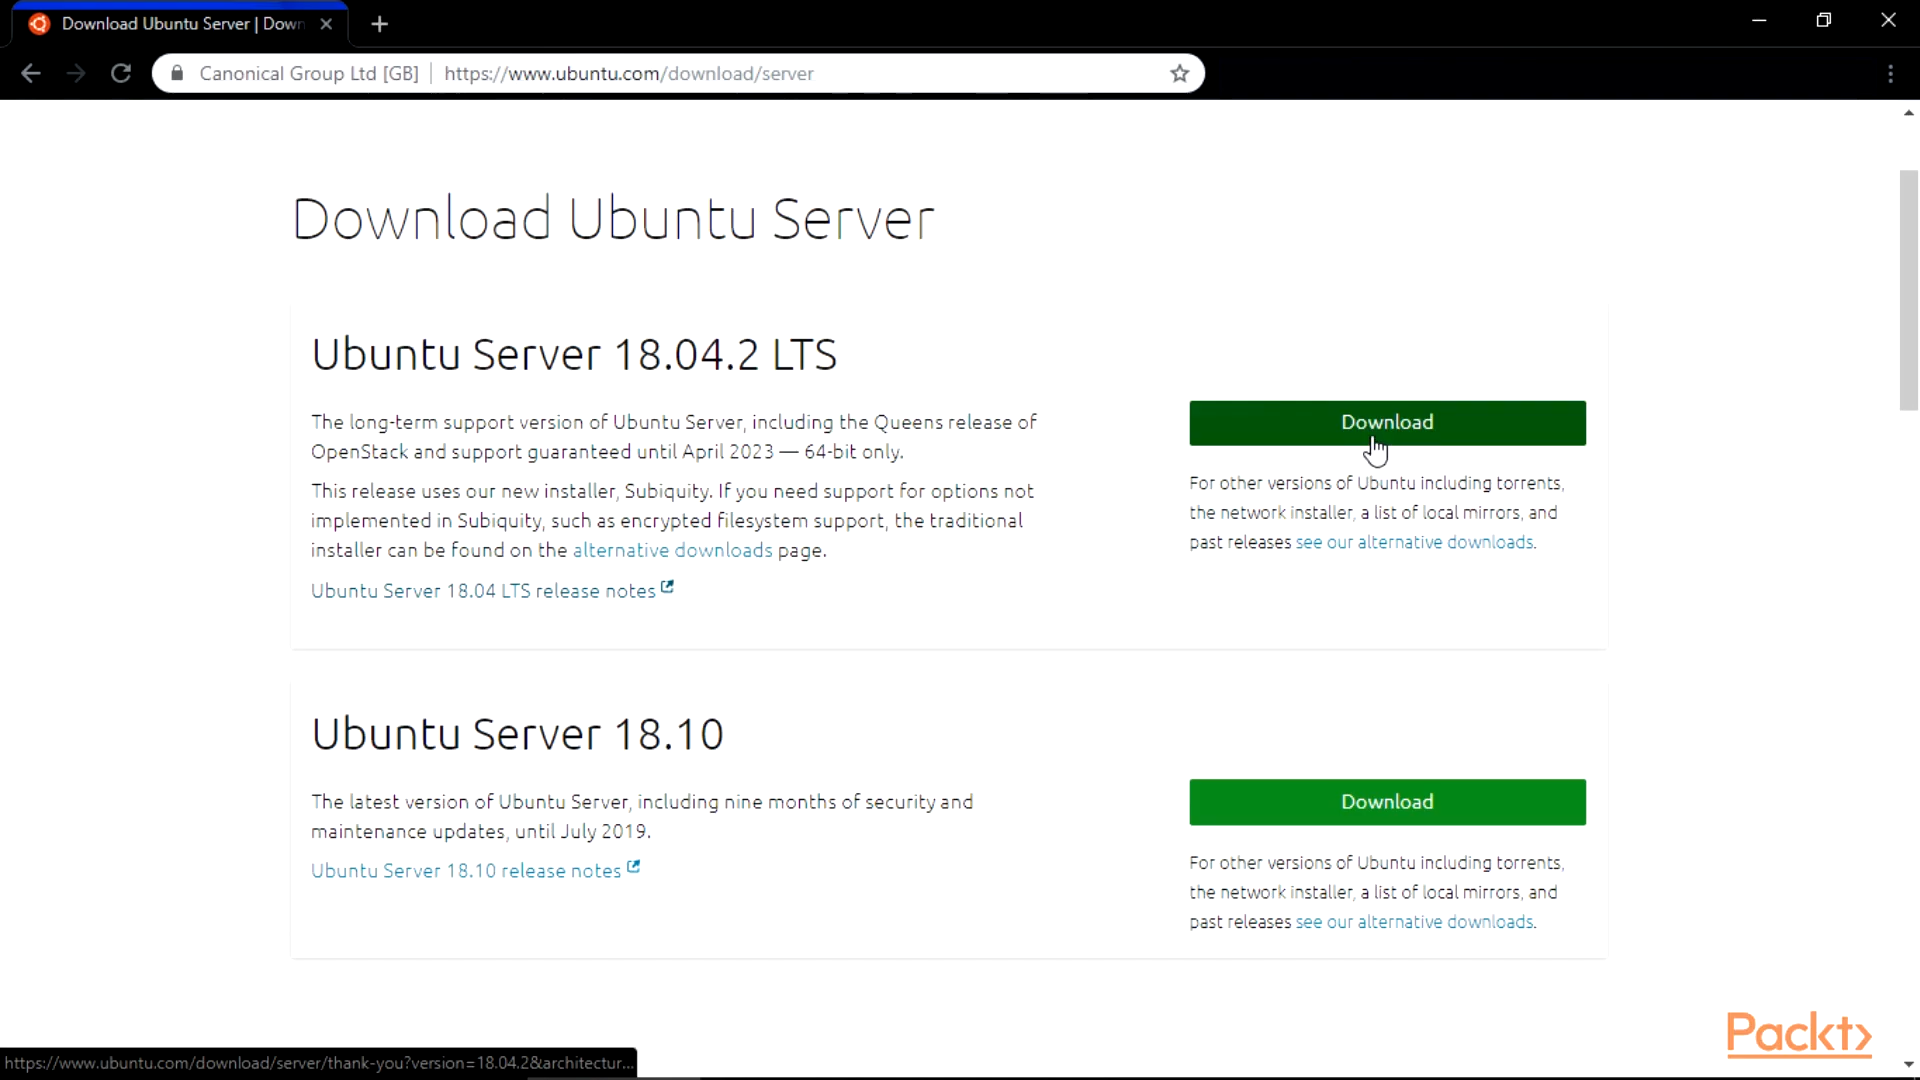 Download Ubuntu Server | Down
Canonical Group Ltd [GB] https://www.ubuntu.com/download/server
Download Ubuntu Server
Ubuntu Server 18.04.2 LTS
The long-term support version of Ubuntu Server, including the Queens release of
OpenStack and support guaranteed until April 2023 — 64-bit only.
This release uses our new installer, Subiquity. If you need support for options not
implemented in Subiquity, such as encrypted filesystem support, the traditional
installer can be found on the alternative downloads page.
Ubuntu Server 18.04 LTS release notes
Download
For other versions of Ubuntu including torrents,
the network installer, a list of local mirrors, and
past releases see our alternative downloads.
Ubuntu Server 18.10
The latest version of Ubuntu Server, including nine months of security and
maintenance updates, until July 2019.
Ubuntu Server 18.10 release notes
Download
For other versions of Ubuntu including torrents,
the network installer, a list of local mirrors, and
past releases see our alternative downloads.
Packt>
https://www.ubuntu.com/download/server/thank-you?version=18.04.2&architectur...